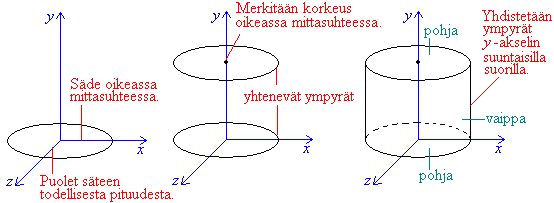 y
Säde oikeassa
mittasuhteessa.
x
z
Puolet säteen
todellisesta pituudesta.
Merkitään korkeus
oikeassa mittasuhteessa.
y
yhtenevät ympyrät
x
z
Yhdistetään
ympyrät
y-akselin
suuntaisilla
suorilla.
y
pohja
vaippa
x
z
pohja